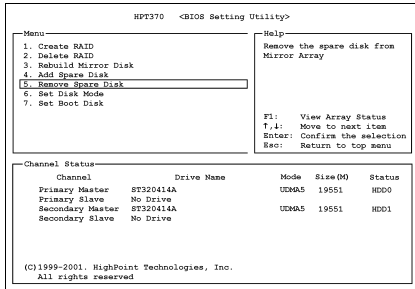 HPT370 <BIOS Setting Utility>
Menu
1. Create RAID
2. Delete RAID
3. Rebuild Mirror Disk
4. Add Spare Disk
5. Remove Spare Disk
6. Set Disk Mode
7. Set Boot Disk
Help
Remove the spare disk from
Mirror Array
F1: View Array Status
↑,↓: Move to next item
Enter: Confirm the selection
Esc: Return to top menu
Channel Status
Channel Drive Name Mode Size(M) Status
Primary Master ST320414A UDMA5 19551 HDD0
Primary Slave No Drive
Secondary Master ST320414A UDMA5 19551 HDD1
Secondary Slave No Drive
(C)1999-2001. HighPoint Technologies, Inc.
All rights reserved